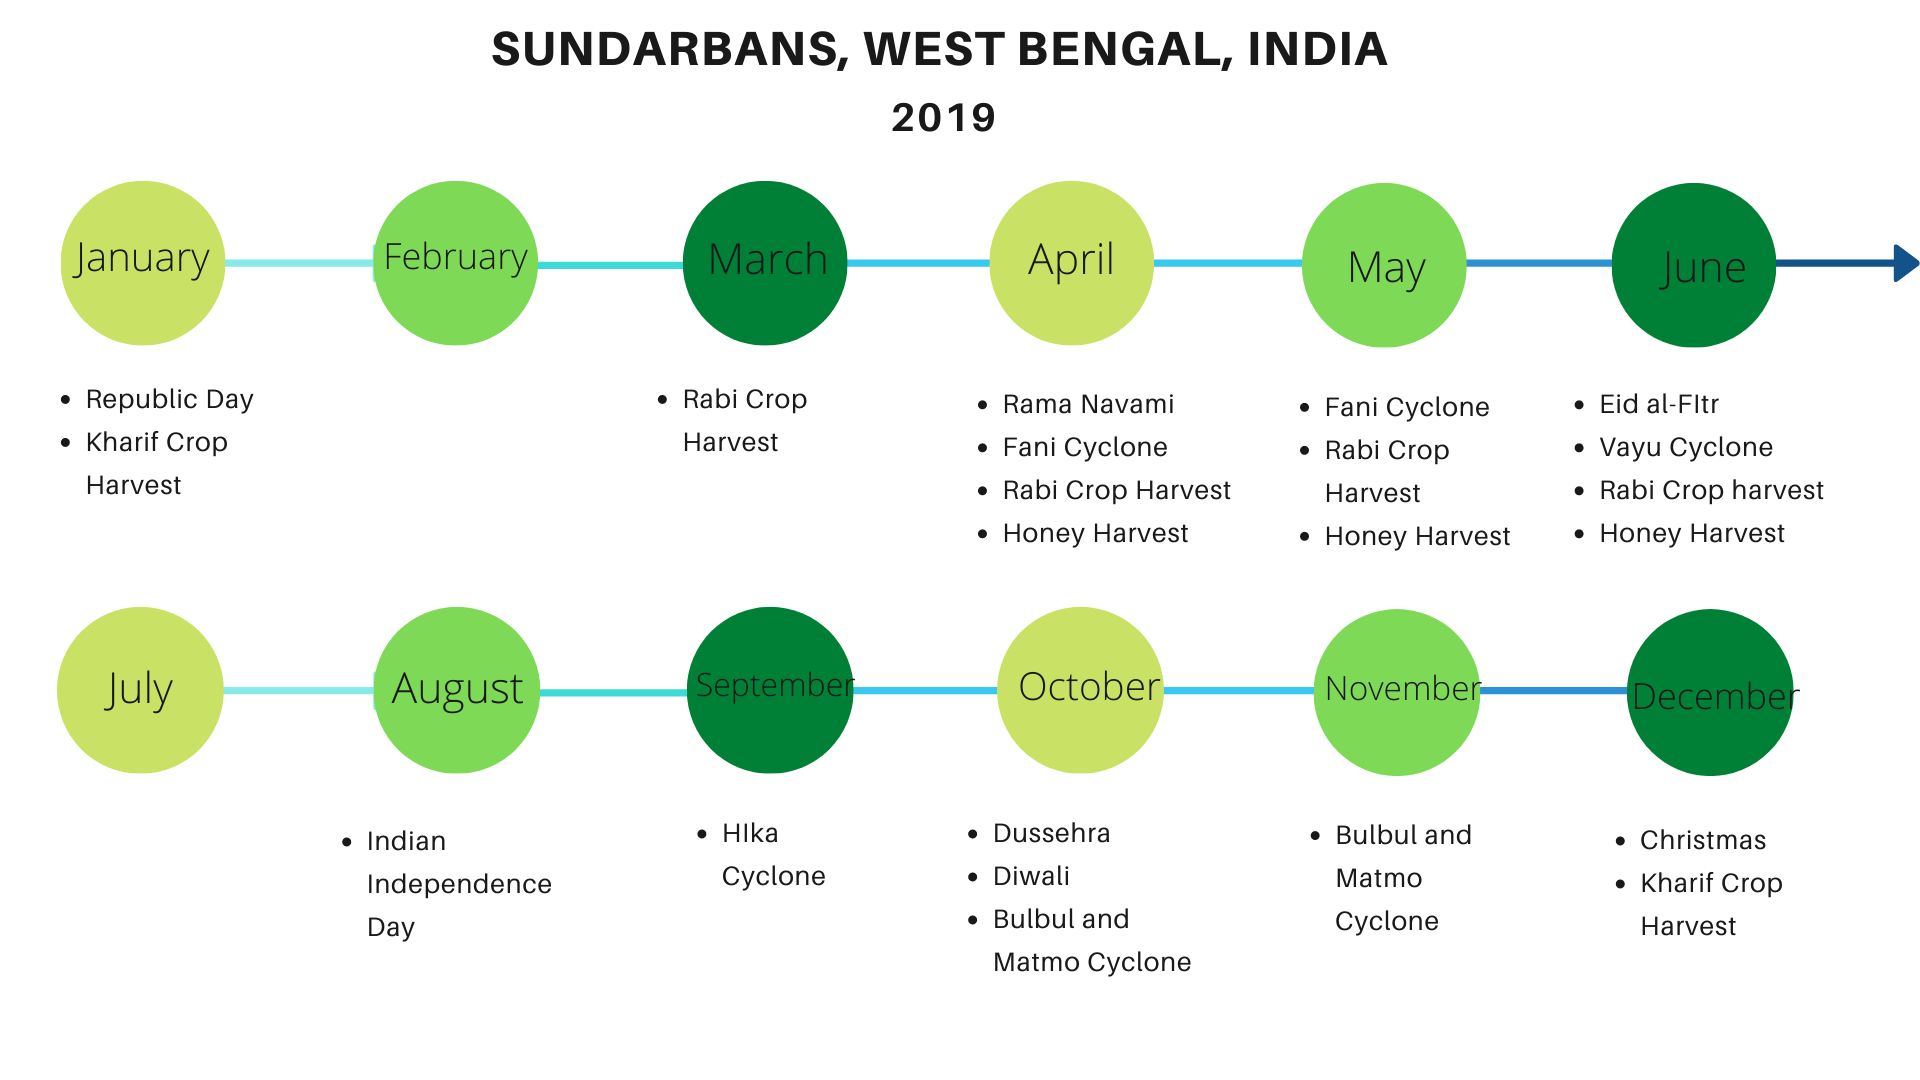 SUNDARBANS, WEST BENGAL, INDIA
2019
January
February
March
April
May
June
• Republic Day
• Kharif Crop
Harvest
• Rabi Crop
Harvest
• Rama Navami
• Fani Cyclone
• Rabi Crop Harvest
• Honey Harvest
• Fani Cyclone
• Rabi Crop
Harvest
• Honey Harvest
• Eid al-FItr
• Vayu Cyclone
• Rabi Crop harvest
• Honey Harvest
July
August
September
October
November
December
• Indian
Independence
Day
• HIka
Cyclone
• Dussehra
• Diwali
• Bulbul and
Matmo Cyclone
• Bulbul and
Matmo
Cyclone
• Christmas
• Kharif Crop
Harvest